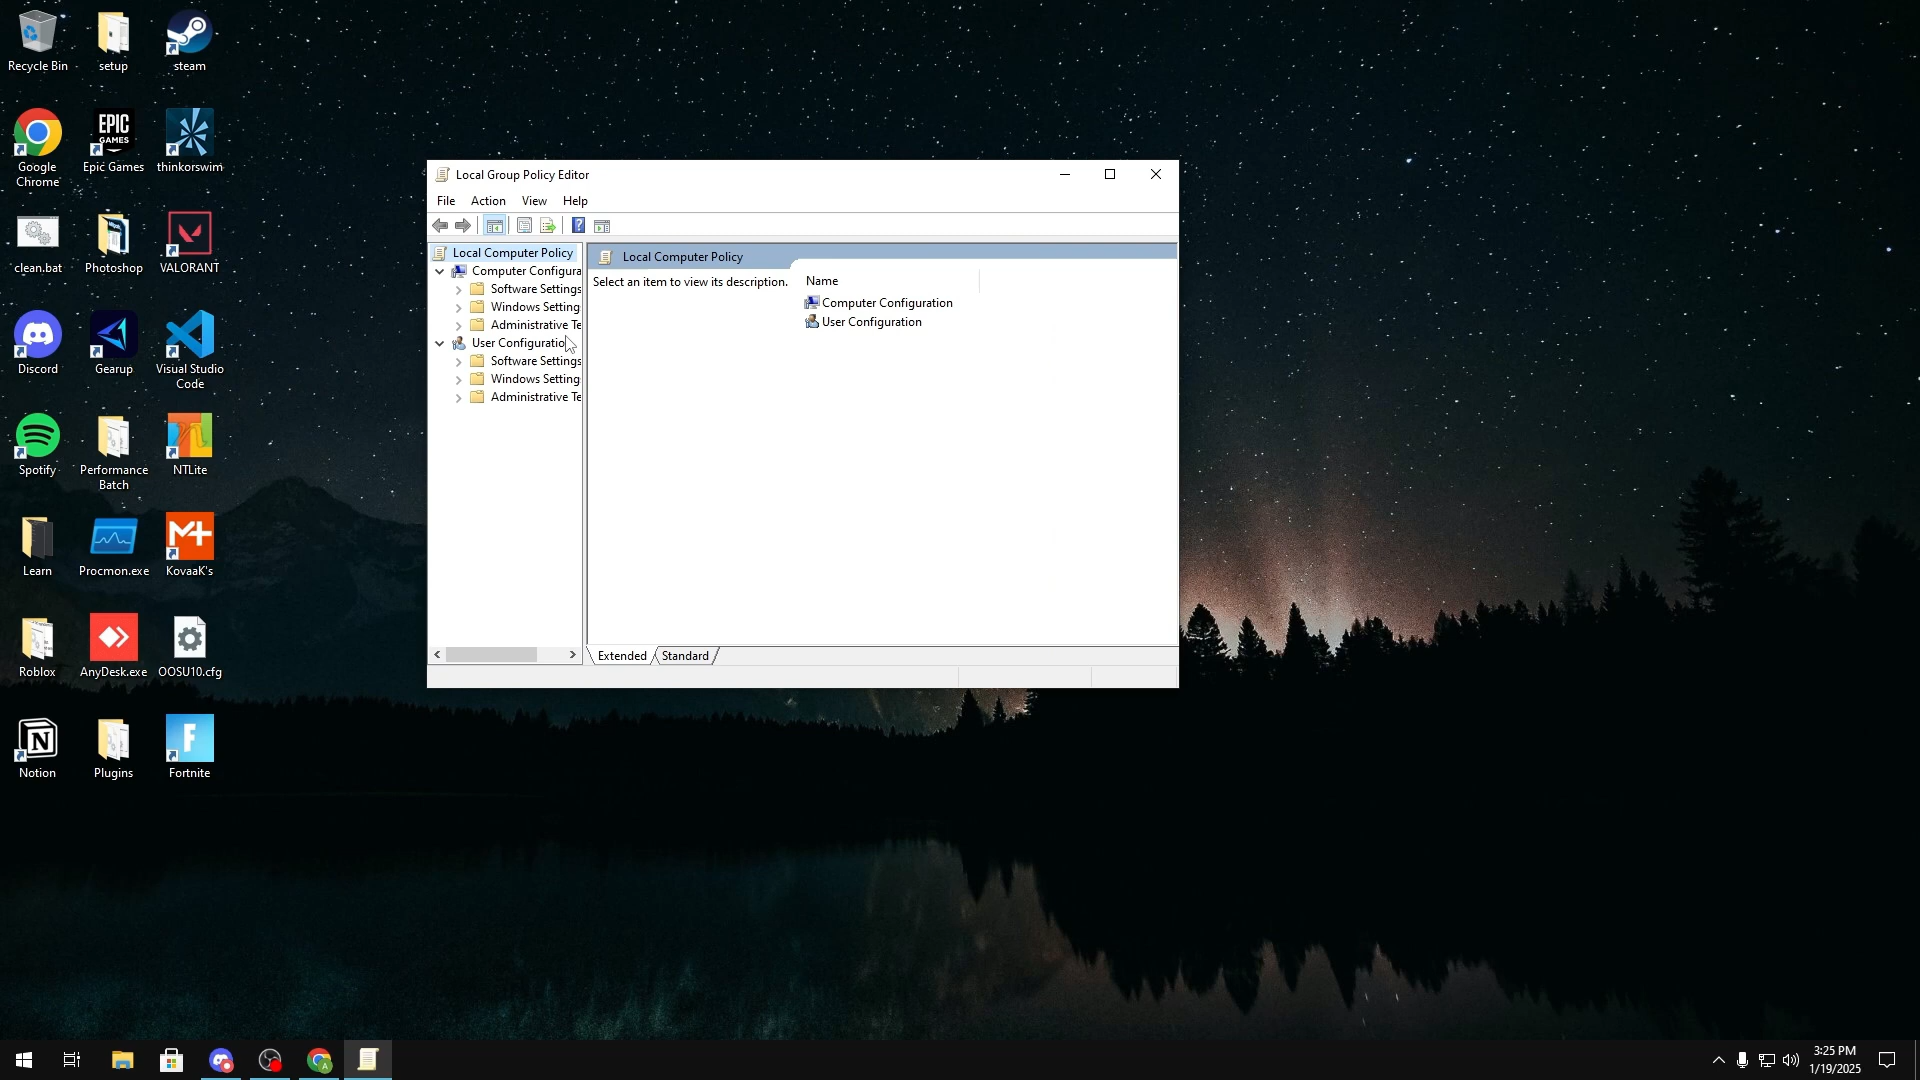 Recycle Bin
setup
steam
Google
Chrome
EPIC
GAMES
Epic Games
thinkorswim
clean.bat
Photoshop
VALORANT
Discord
Gearup
Visual Studio
Code
Spotify
Performance
Batch
NTLite
Learn
Procmon.exe
KovaaK's
Roblox
AnyDesk.exe
OOSU10.cfg
Notion
Plugins
Fortnite
Local Group Policy Editor
File Action View Help
Local Computer Policy
Computer Configura
Software Settings
Windows Setting
Administrative Te
User Configuratio
Software Settings
Windows Setting
Administrative Te
Local Computer Policy
Select an item to view its description.
Name
Computer Configuration
User Configuration
Extended
Standard
3:25 PM
1/19/2025